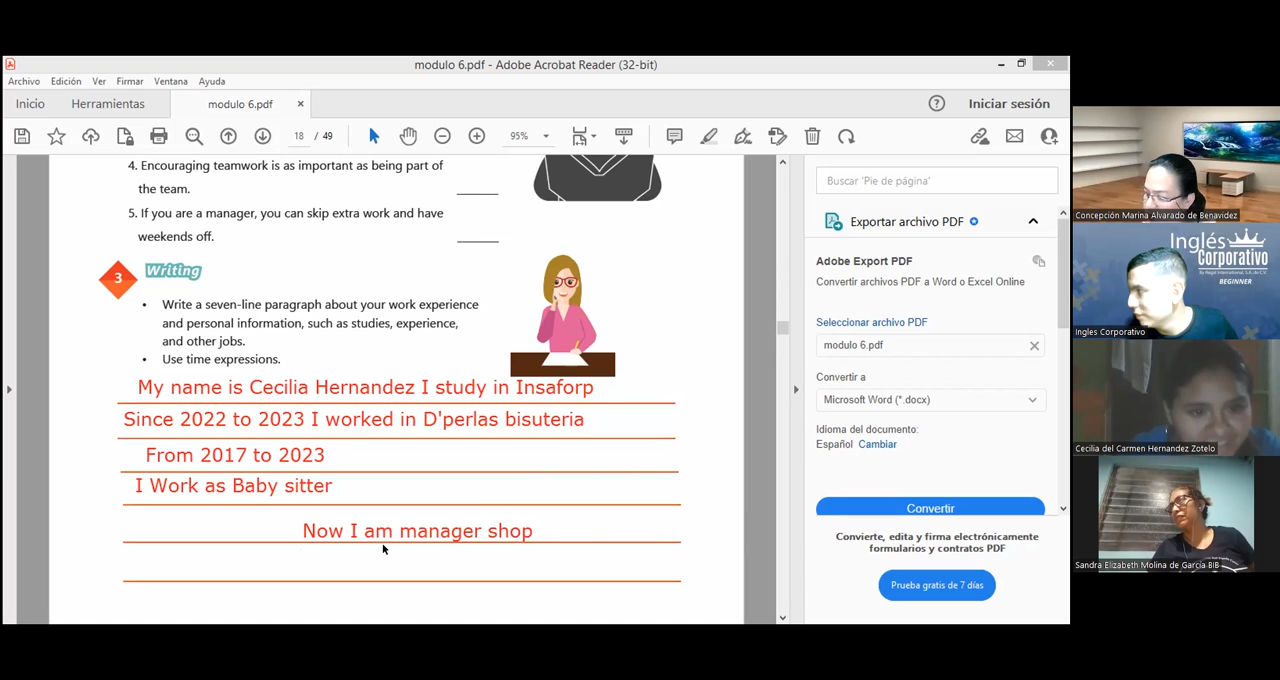 modulo 6.pdf - Adobe Acrobat Reader (32-bit)
Archivo Edición Ver Firmar Ventana Ayuda
Inicio Herramientas modulo 6.pdf × Iniciar sesión
18 / 49 95%
4. Encouraging teamwork is as important as being part of
the team.
5. If you are a manager, you can skip extra work and have
weekends off.
3 Writing
• Write a seven-line paragraph about your work experience
and personal information, such as studies, experience,
and other jobs.
• Use time expressions.
My name is Cecilia Hernandez I study in Insaforp
Since 2022 to 2023 I worked in D'perlas bisuteria
From 2017 to 2023
I Work as Baby sitter
Now I am manager shop
Buscar 'Pie de página'
Exportar archivo PDF
Adobe Export PDF
Convertir archivos PDF a Word o Excel Online
Seleccionar archivo PDF
modulo 6.pdf
Convertir a
Microsoft Word (*.docx)
Idioma del documento:
Español Cambiar
Convertir
Convierte, edita y firma electrónicamente
formularios y contratos PDF
Prueba gratis de 7 días
Concepción Marina Alvarado de Benavidez
Inglés
Corporativo
By Regal International, S.A. de C.V.
BEGINNER
Ingles Corporativo
Cecilia del Carmen Hernandez Zotelo
Sandra Elizabeth Molina de García BIB